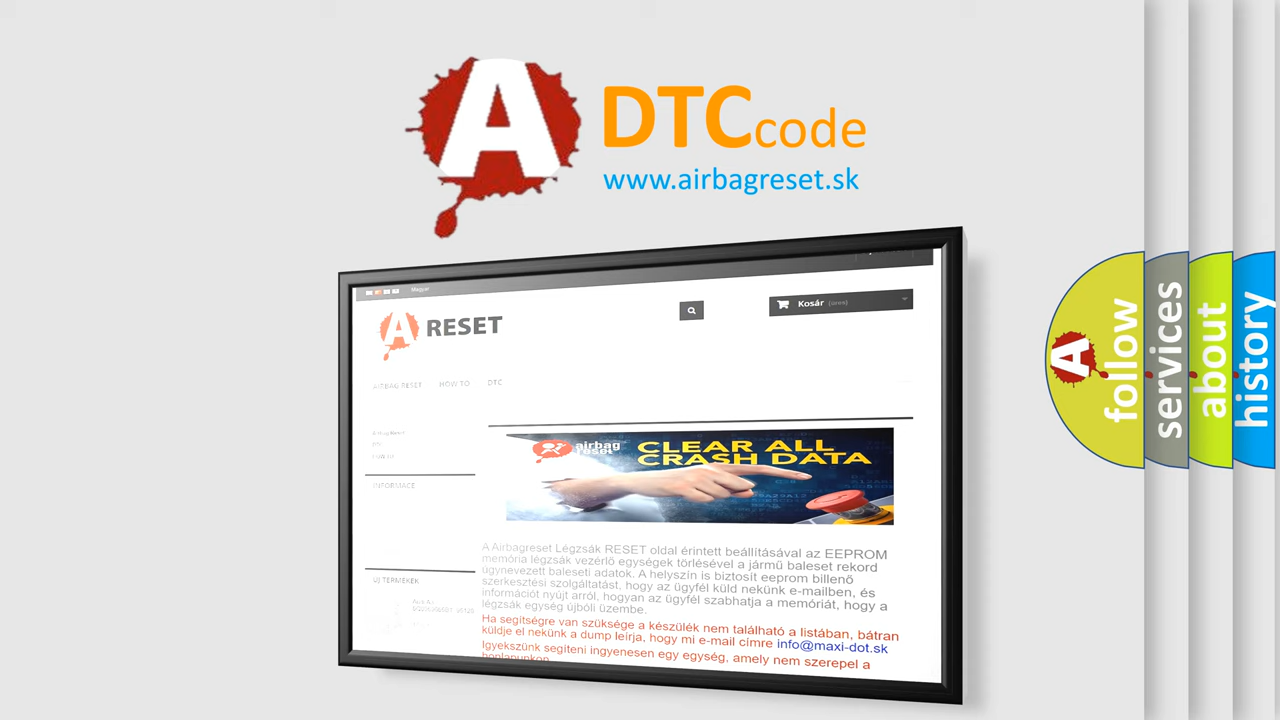 A DTCcode
www.airbagreset.sk
Magyar
A RESET
Kosár (üres)
AIRBAG RESET HOW TO DTC
INFORMACE
airbag
reset
CLEAR ALL
CRASH DATA
A Airbagreset Légzsák RESET oldal érintett beállításával az EEPROM
memória légzsák vezérlő egységek törlésével a jármű baleset rekord
úgynevezett baleseti adatok. A helyszín is biztosít eeprom billenő
szerkesztési szolgáltatást, hogy az ügyfél küld nekünk e-mailben, és
információt nyújt arról, hogyan az ügyfél szabhatja a memóriát, hogy a
légzsák egység újbóli üzembe.
Ha segítségre van szüksége a készülék nem található a listában, bátran
küldje el nekünk a dump leírja, hogy mi e-mail címre info@maxi-dot.sk
Igyekszünk segíteni ingyenesen egy egység, amely nem szerepel a
honlapunkon
ÚJ TERMÉKEK
A follow
services
about
history